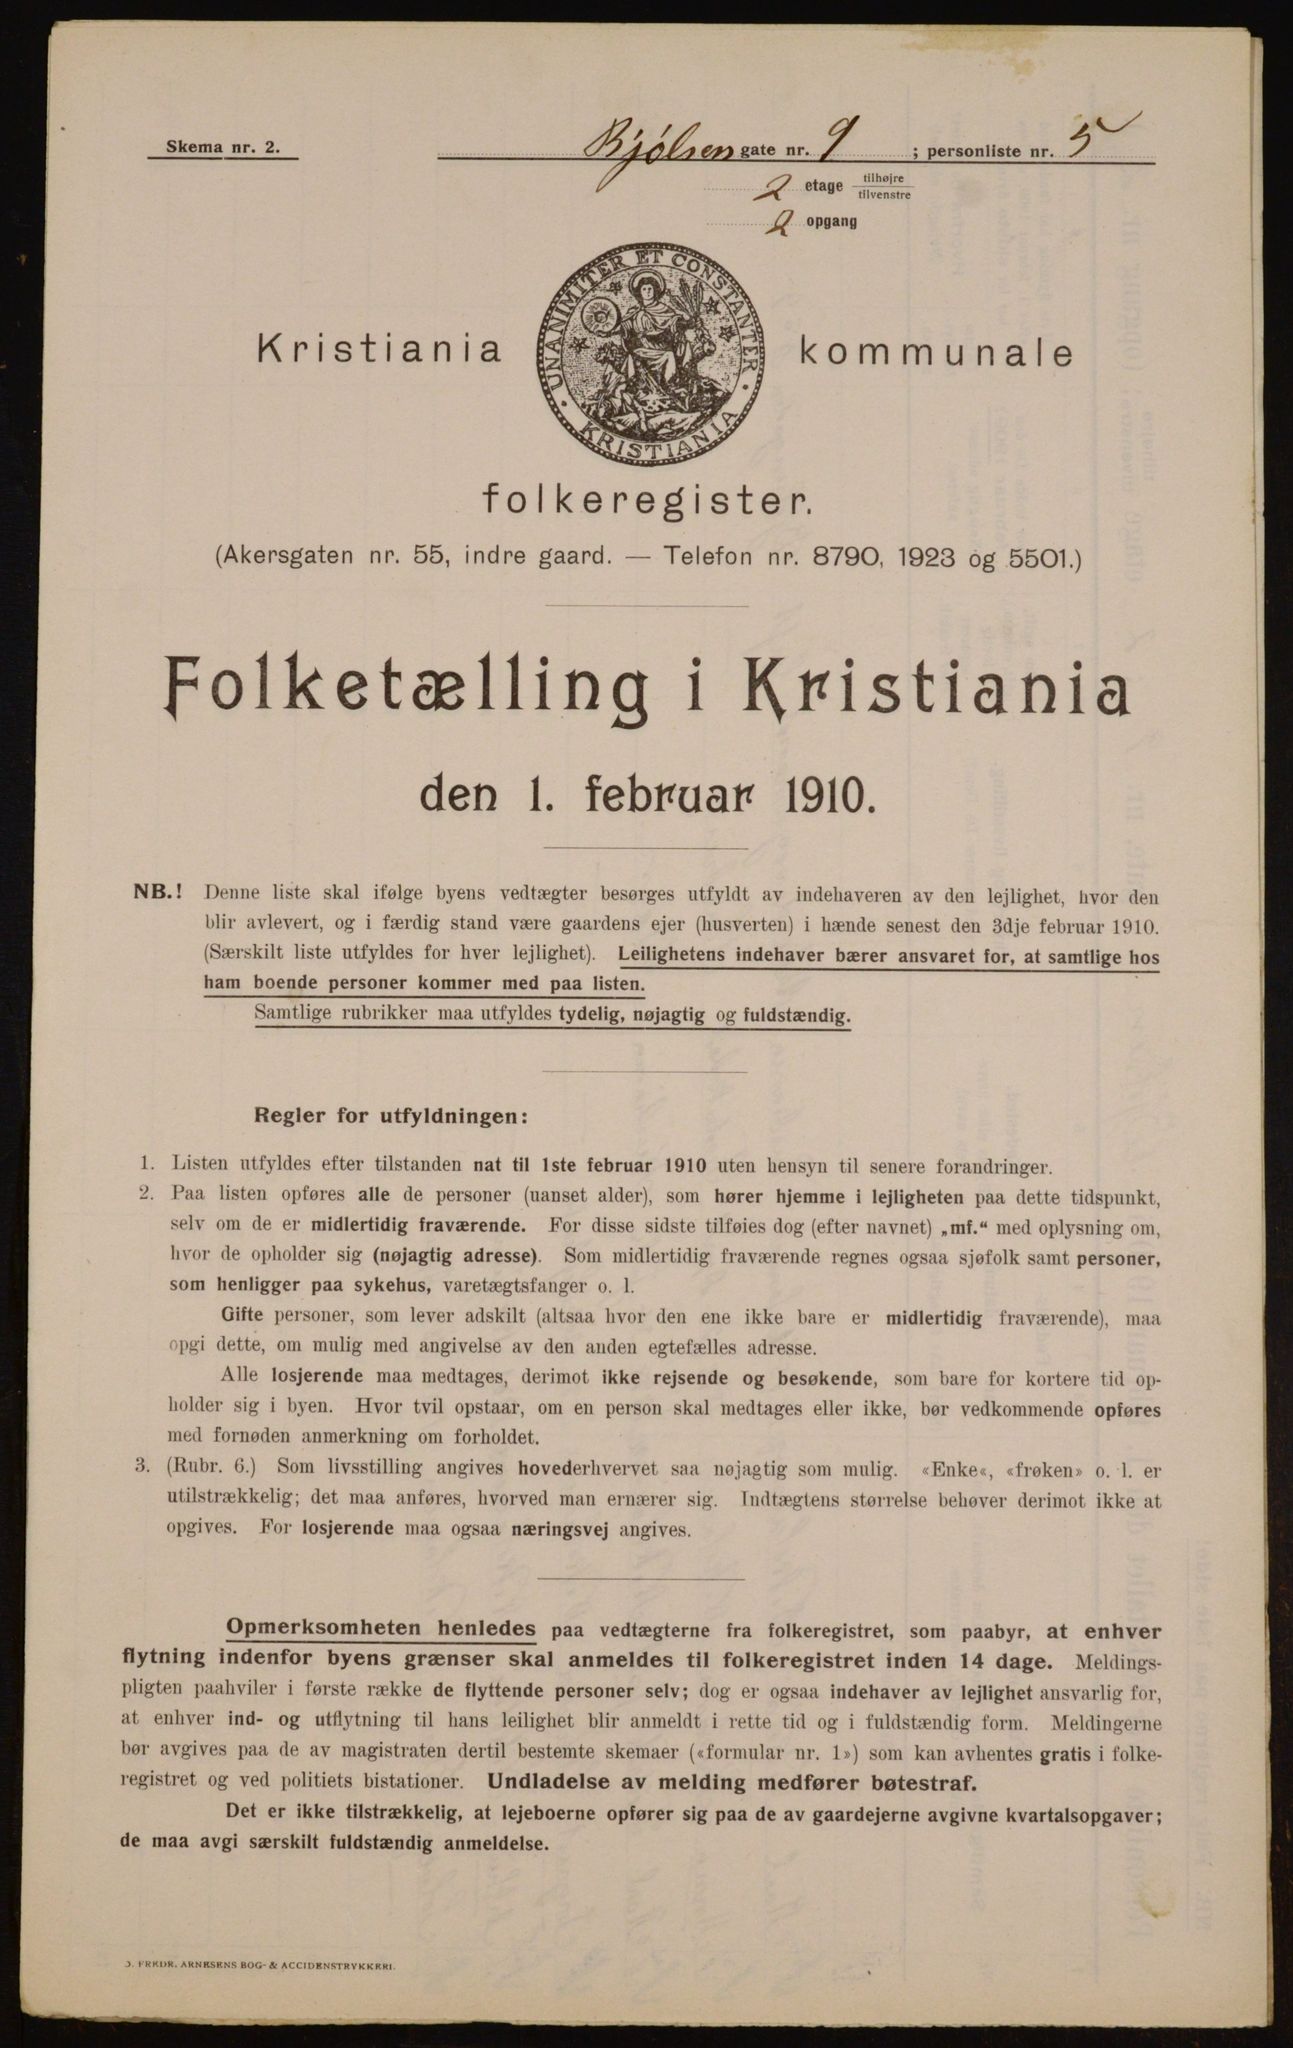 Skema nr. 2.
Bjølsen gate nr. 9 ; personliste nr. 5
2 etage tilhøjre
tilvenstre
2 opgang
UNANIMITER ET CONSTANTER
KRISTIANIA
Kristiania kommunale
folkeregister.
(Akersgaten nr. 55, indre gaard. — Telefon nr. 8790, 1923 og 5501.)
Folketælling i Kristiania
den 1. februar 1910.
NB.! Denne liste skal ifølge byens vedtægter besørges utfyldt av indehaveren av den lejlighet, hvor den
blir avlevert, og i færdig stand være gaardens ejer (husverten) i hænde senest den 3dje februar 1910.
(Særskilt liste utfyldes for hver lejlighet). Leilighetens indehaver bærer ansvaret for, at samtlige hos
ham boende personer kommer med paa listen.
Samtlige rubrikker maa utfyldes tydelig, nøjagtig og fuldstændig.
Regler for utfyldningen:
1. Listen utfyldes efter tilstanden nat til 1ste februar 1910 uten hensyn til senere forandringer.
2. Paa listen opføres alle de personer (uanset alder), som hører hjemme i lejligheten paa dette tidspunkt,
selv om de er midlertidig fraværende. For disse sidste tilføies dog (efter navnet) „mf.“ med oplysning om,
hvor de opholder sig (nøjagtig adresse). Som midlertidig fraværende regnes ogsaa sjøfolk samt personer,
som henligger paa sykehus, varetægtsfanger o. l.
Gifte personer, som lever adskilt (altsaa hvor den ene ikke bare er midlertidig fraværende), maa
opgi dette, om mulig med angivelse av den anden egtefælles adresse.
Alle losjerende maa medtages, derimot ikke rejsende og besøkende, som bare for kortere tid op-
holder sig i byen. Hvor tvil opstaar, om en person skal medtages eller ikke, bør vedkommende opføres
med fornøden anmerkning om forholdet.
3. (Rubr. 6.) Som livsstilling angives hovederhvervet saa nøjagtig som mulig. «Enke«, «frøken» o. l. er
utilstrækkelig; det maa anføres, hvorved man ernærer sig. Indtægtens størrelse behøver derimot ikke at
opgives. For losjerende maa ogsaa næringsvej angives.
Opmerksomheten henledes paa vedtægterne fra folkeregistret, som paabyr, at enhver
flytning indenfor byens grænser skal anmeldes til folkeregistret inden 14 dage. Meldings-
pligten paahviler i første række de flyttende personer selv; dog er ogsaa indehaver av lejlighet ansvarlig for,
at enhver ind- og utflytning til hans leilighet blir anmeldt i rette tid og i fuldstændig form. Meldingerne
bør avgives paa de av magistraten dertil bestemte skemaer («formular nr. 1») som kan avhentes gratis i folke-
registret og ved politiets bistationer. Undladelse av melding medfører bøtestraf.
Det er ikke tilstrækkelig, at lejeboerne opfører sig paa de av gaardejerne avgivne kvartalsopgaver;
de maa avgi særskilt fuldstændig anmeldelse.
O. FREDR. ARNESENS BOG- & ACCIDENSTRYKKERI.